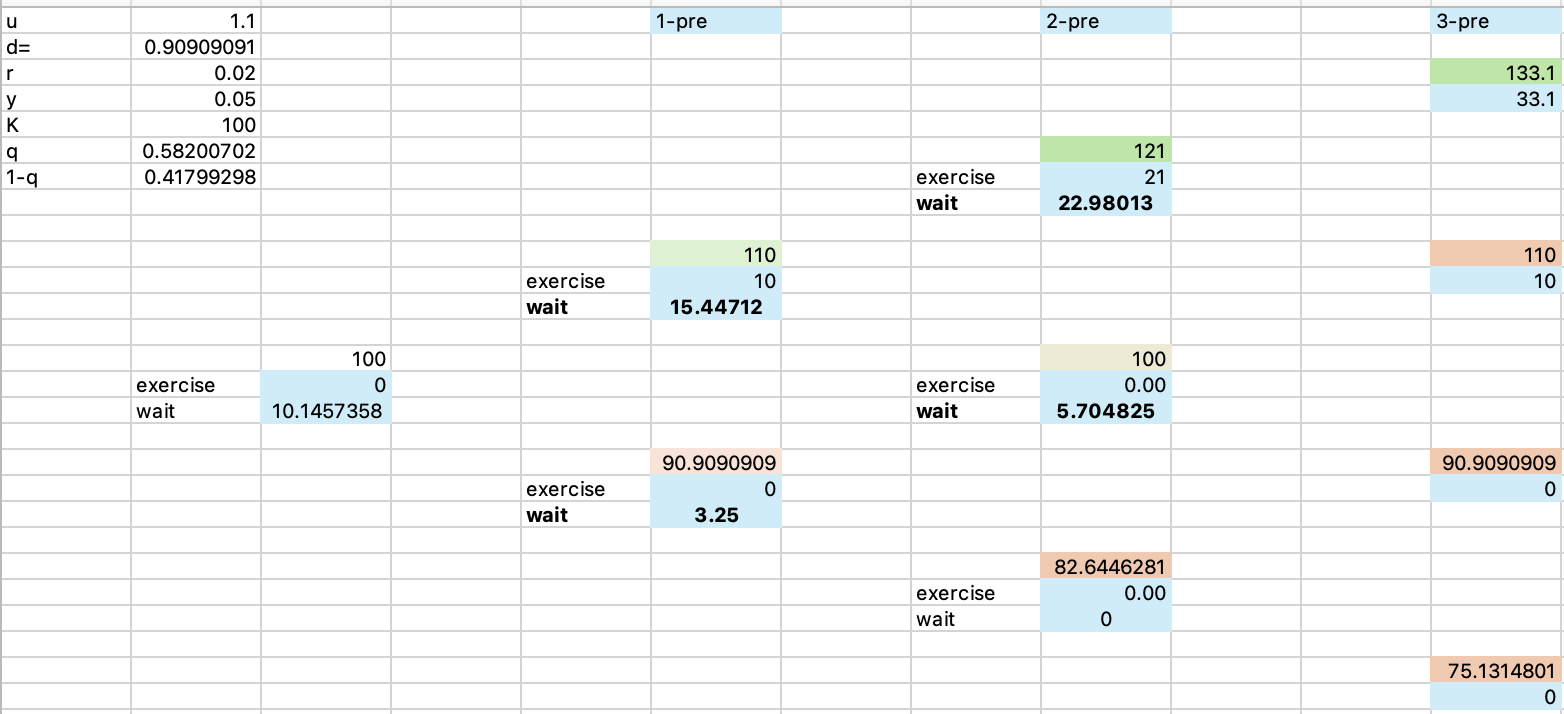 u 1.1 1-pre 2-pre 3-pre
d= 0.90909091
r 0.02 133.1
y 0.05 33.1
K 100
q 0.58200702 121
1-q 0.41799298 exercise 21
wait 22.98013
110 110
exercise 10 10
wait 15.44712
100 100
exercise 0 exercise 0.00
wait 10.1457358 wait 5.704825
90.9090909 90.9090909
exercise 0 0
wait 3.25
82.6446281
exercise 0.00
wait 0
75.1314801
0